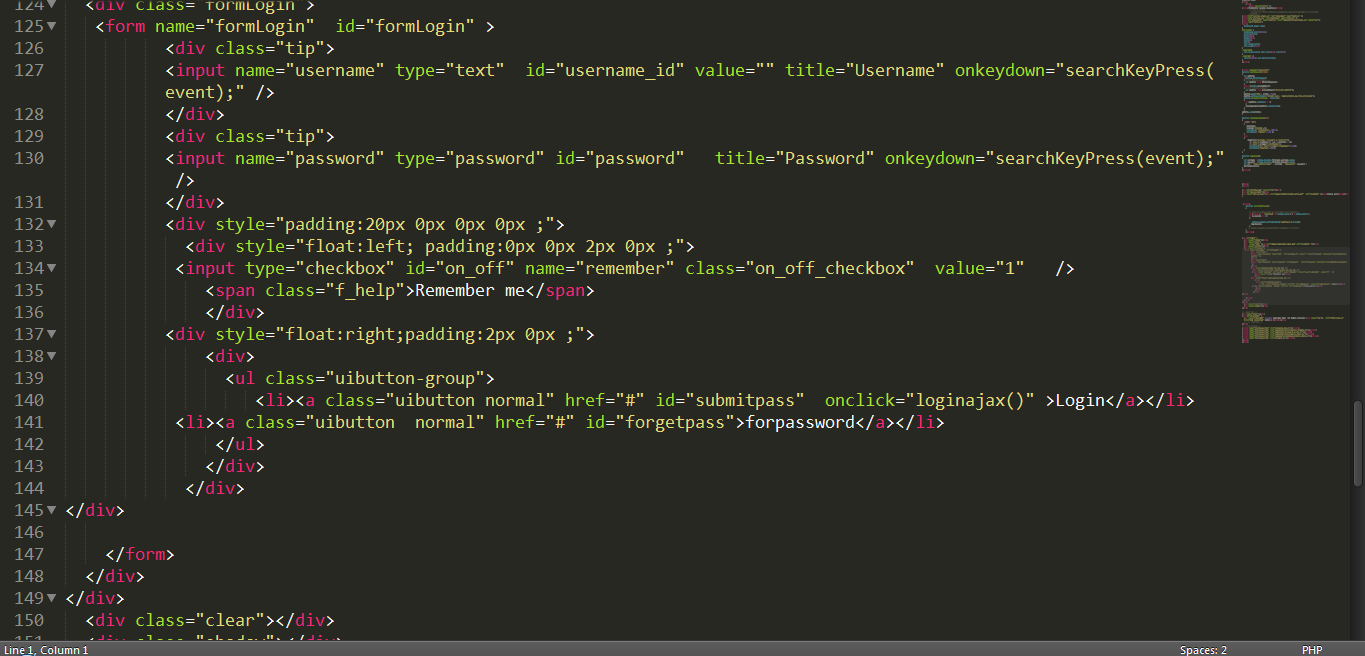 124 <div class="formLogin">
125 <form name="formLogin"  id="formLogin" >
126 <div class="tip">
127 <input name="username" type="text"  id="username_id" value="" title="Username" onkeydown="searchKeyPress(
event);" />
128 </div>
129 <div class="tip">
130 <input name="password" type="password" id="password"   title="Password" onkeydown="searchKeyPress(event);"
/>
131 </div>
132 <div style="padding:20px 0px 0px 0px ;">
133 <div style="float:left; padding:0px 0px 2px 0px ;">
134 <input type="checkbox" id="on_off" name="remember" class="on_off_checkbox"  value="1"   />
135 <span class="f_help">Remember me</span>
136 </div>
137 <div style="float:right;padding:2px 0px ;">
138 <div>
139 <ul class="uibutton-group">
140 <li><a class="uibutton normal" href="#" id="submitpass"  onclick="loginajax()" >Login</a></li>
141 <li><a class="uibutton  normal" href="#" id="forgetpass">forpassword</a></li>
142 </ul>
143 </div>
144 </div>
145 </div>
146
147 </form>
148 </div>
149 </div>
150 <div class="clear"></div>
151 <div class="shadow"></div>
Line 1, Column 1
Spaces: 2
PHP